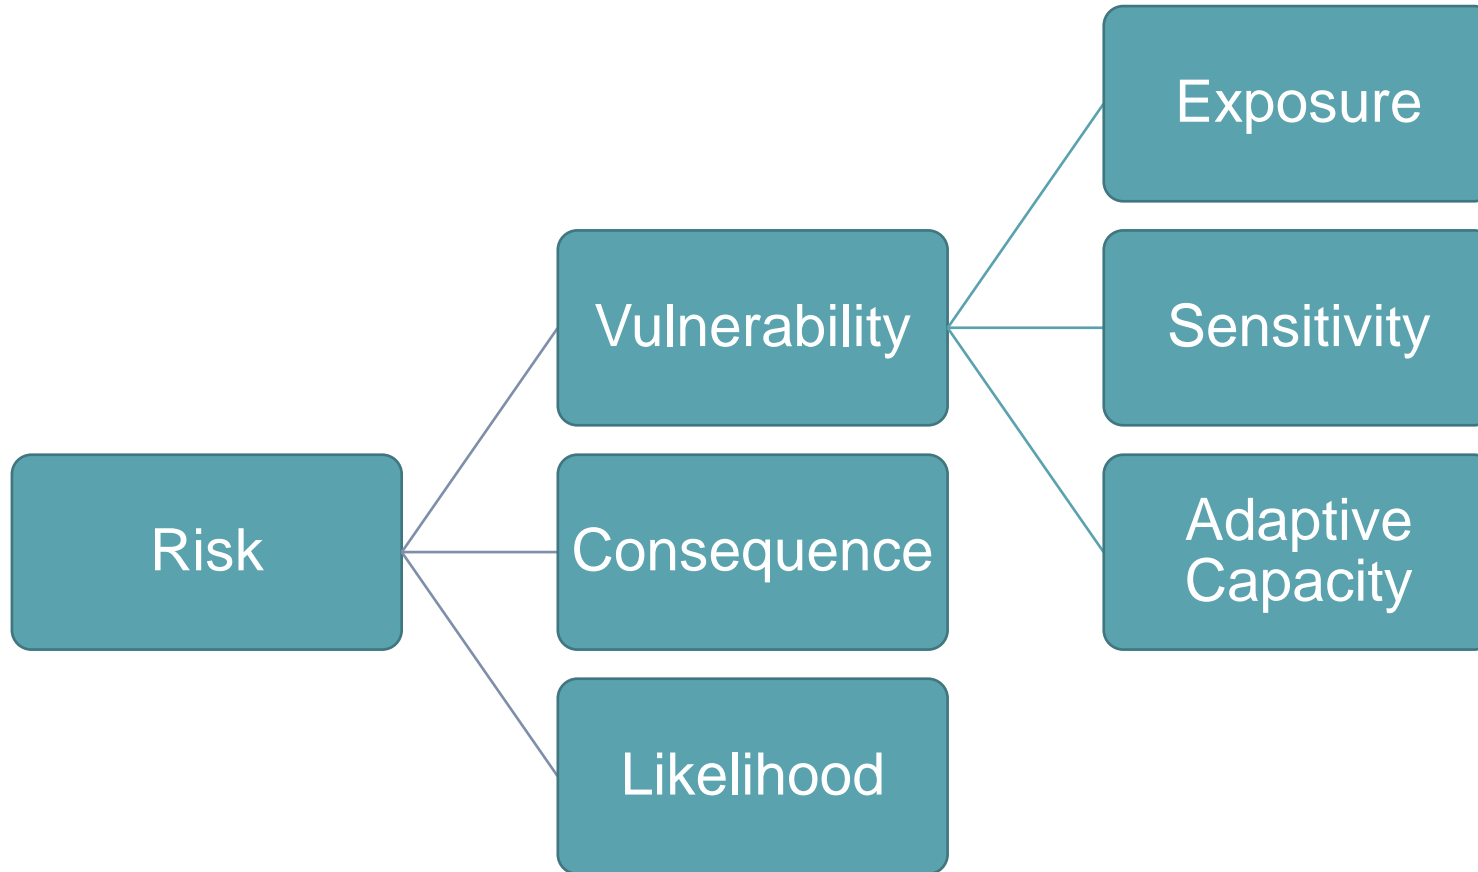 Risk
Vulnerability
Consequence
Likelihood
Exposure
Sensitivity
Adaptive
Capacity